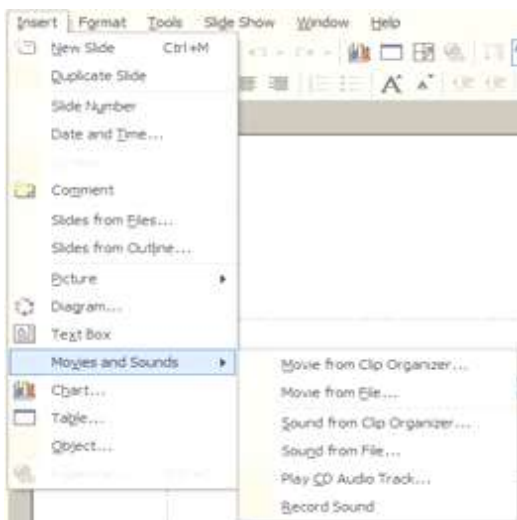 Insert Format Tools Slide Show Window Help
New Slide Ctrl+M
Duplicate Slide
Slide Number
Date and Time...
Comment
Slides from Files...
Slides from Outline...
Picture
Diagram...
Text Box
Movies and Sounds
Chart...
Table...
Object...
Movie from Clip Organizer...
Movie from File...
Sound from Clip Organizer...
Sound from File...
Play CD Audio Track...
Record Sound